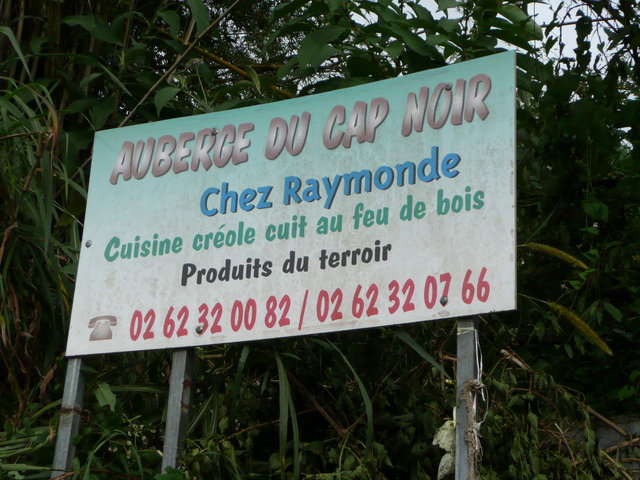 AUBERGE DU CAP NOIR
Chez Raymonde
Cuisine créole cuit au feu de bois
Produits du terroir
02 62 32 00 82 / 02 62 32 07 66